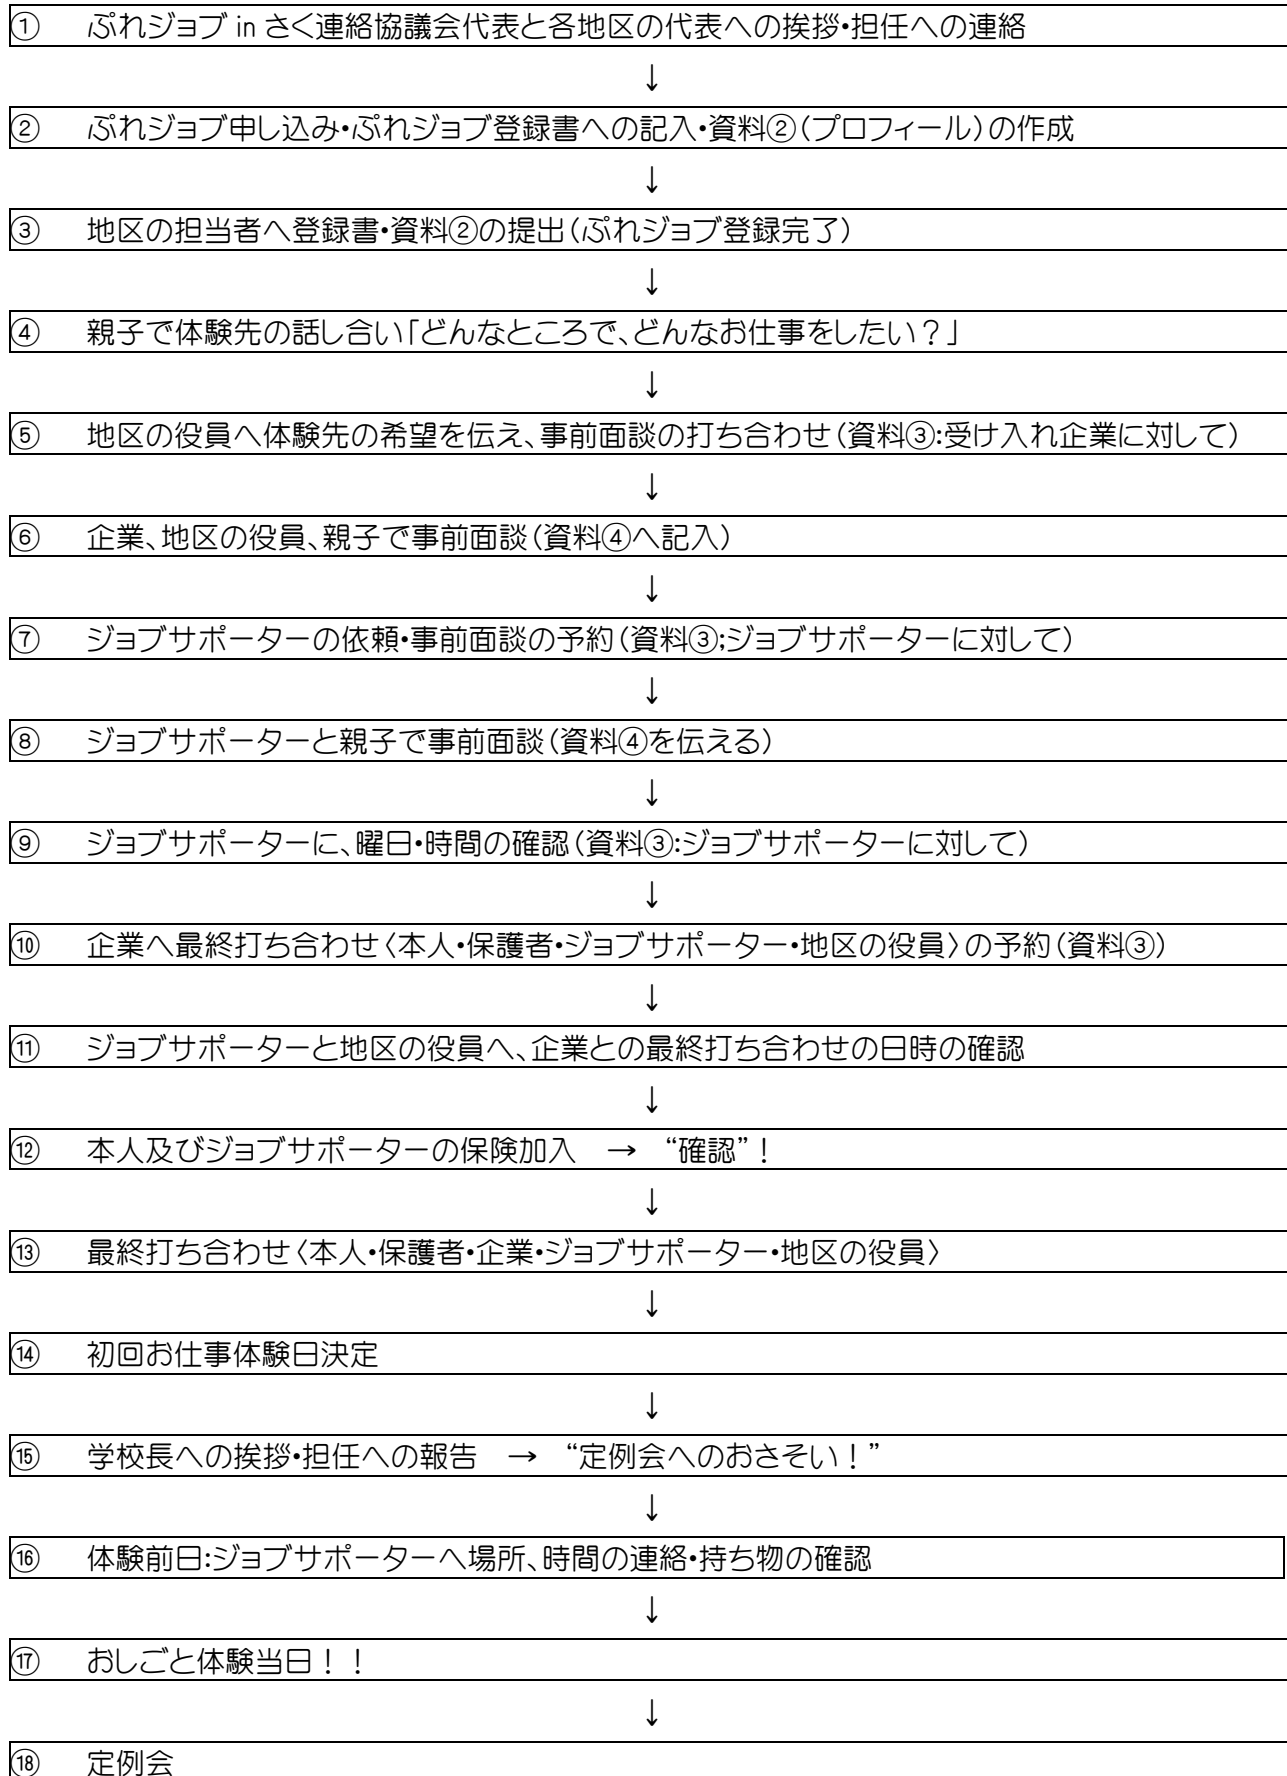 ① ぷれジョブ in さく連絡協議会代表と各地区の代表への挨拶・担任への連絡
↓
② ぷれジョブ申し込み・ぷれジョブ登録書への記入・資料②(プロフィール)の作成
↓
③ 地区の担当者へ登録書・資料②の提出(ぷれジョブ登録完了)
↓
④ 親子で体験先の話し合い「どんなところで、どんなお仕事をしたい?」
↓
⑤ 地区の役員へ体験先の希望を伝え、事前面談の打ち合わせ(資料③:受け入れ企業に対して)
↓
⑥ 企業、地区の役員、親子で事前面談(資料④へ記入)
↓
⑦ ジョブサポーターの依頼・事前面談の予約(資料③;ジョブサポーターに対して)
↓
⑧ ジョブサポーターと親子で事前面談(資料④を伝える)
↓
⑨ ジョブサポーターに、曜日・時間の確認(資料③:ジョブサポーターに対して)
↓
⑩ 企業へ最終打ち合わせ〈本人・保護者・ジョブサポーター・地区の役員〉の予約(資料③)
↓
⑪ ジョブサポーターと地区の役員へ、企業との最終打ち合わせの日時の確認
↓
⑫ 本人及びジョブサポーターの保険加入 → “確認”!
↓
⑬ 最終打ち合わせ〈本人・保護者・企業・ジョブサポーター・地区の役員〉
↓
⑭ 初回お仕事体験日決定
↓
⑮ 学校長への挨拶・担任への報告 → “定例会へのおさそい!”
↓
⑯ 体験前日:ジョブサポーターへ場所、時間の連絡・持ち物の確認
↓
⑰ おしごと体験当日!!
↓
⑱ 定例会